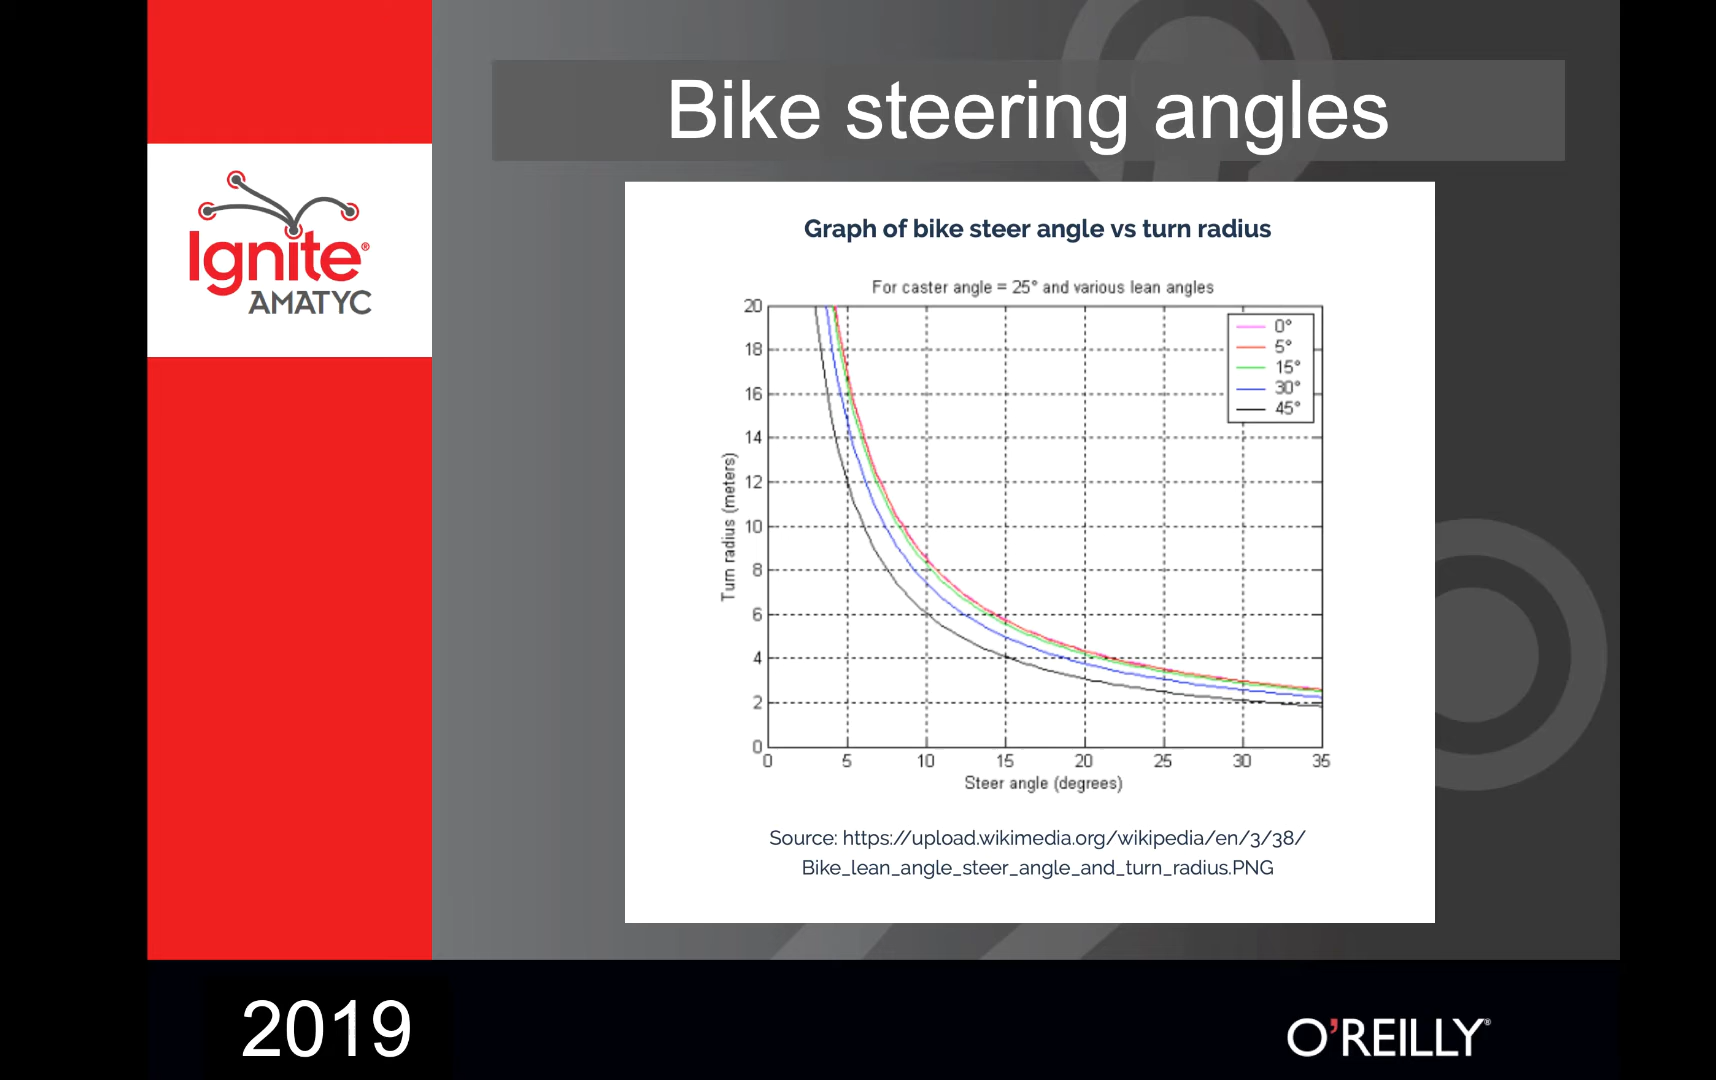 Bike steering angles
Ignite®
AMATYC
Graph of bike steer angle vs turn radius
For caster angle = 25° and various lean angles
20
18
16
14
12
10
8
6
4
2
0
Turn radius (meters)
0°
5°
15°
30°
45°
0 5 10 15 20 25 30 35
Steer angle (degrees)
Source: https://upload.wikimedia.org/wikipedia/en/3/38/
Bike_lean_angle_steer_angle_and_turn_radius.PNG
2019
O'REILLY®